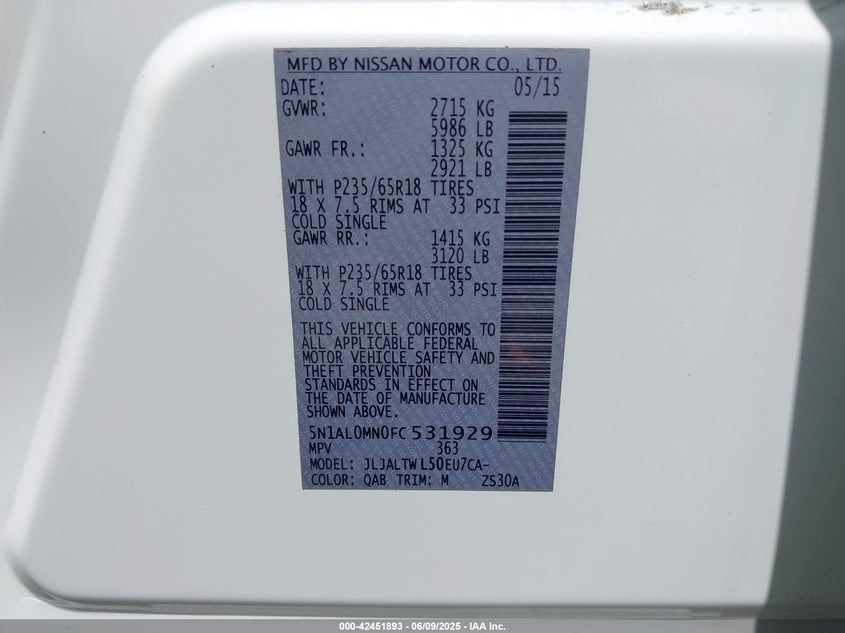 MFD BY NISSAN MOTOR CO., LTD.
DATE: 05/15
GVWR: 2715 KG
5986 LB
GAWR FR.: 1325 KG
2921 LB
WITH P235/65R18 TIRES
18 X 7.5 RIMS AT 33 PSI
COLD SINGLE
GAWR RR.: 1415 KG
3120 LB
WITH P235/65R18 TIRES
18 X 7.5 RIMS AT 33 PSI
COLD SINGLE
THIS VEHICLE CONFORMS TO
ALL APPLICABLE FEDERAL
MOTOR VEHICLE SAFETY AND
THEFT PREVENTION
STANDARDS IN EFFECT ON
THE DATE OF MANUFACTURE
SHOWN ABOVE.
5N1AL0MN0FC531929
MPV 363
MODEL: JLJALTWL50EU7CA-
COLOR: QAB TRIM: M ZS30A
000-42451893 - 06/09/2025 - IAA Inc.